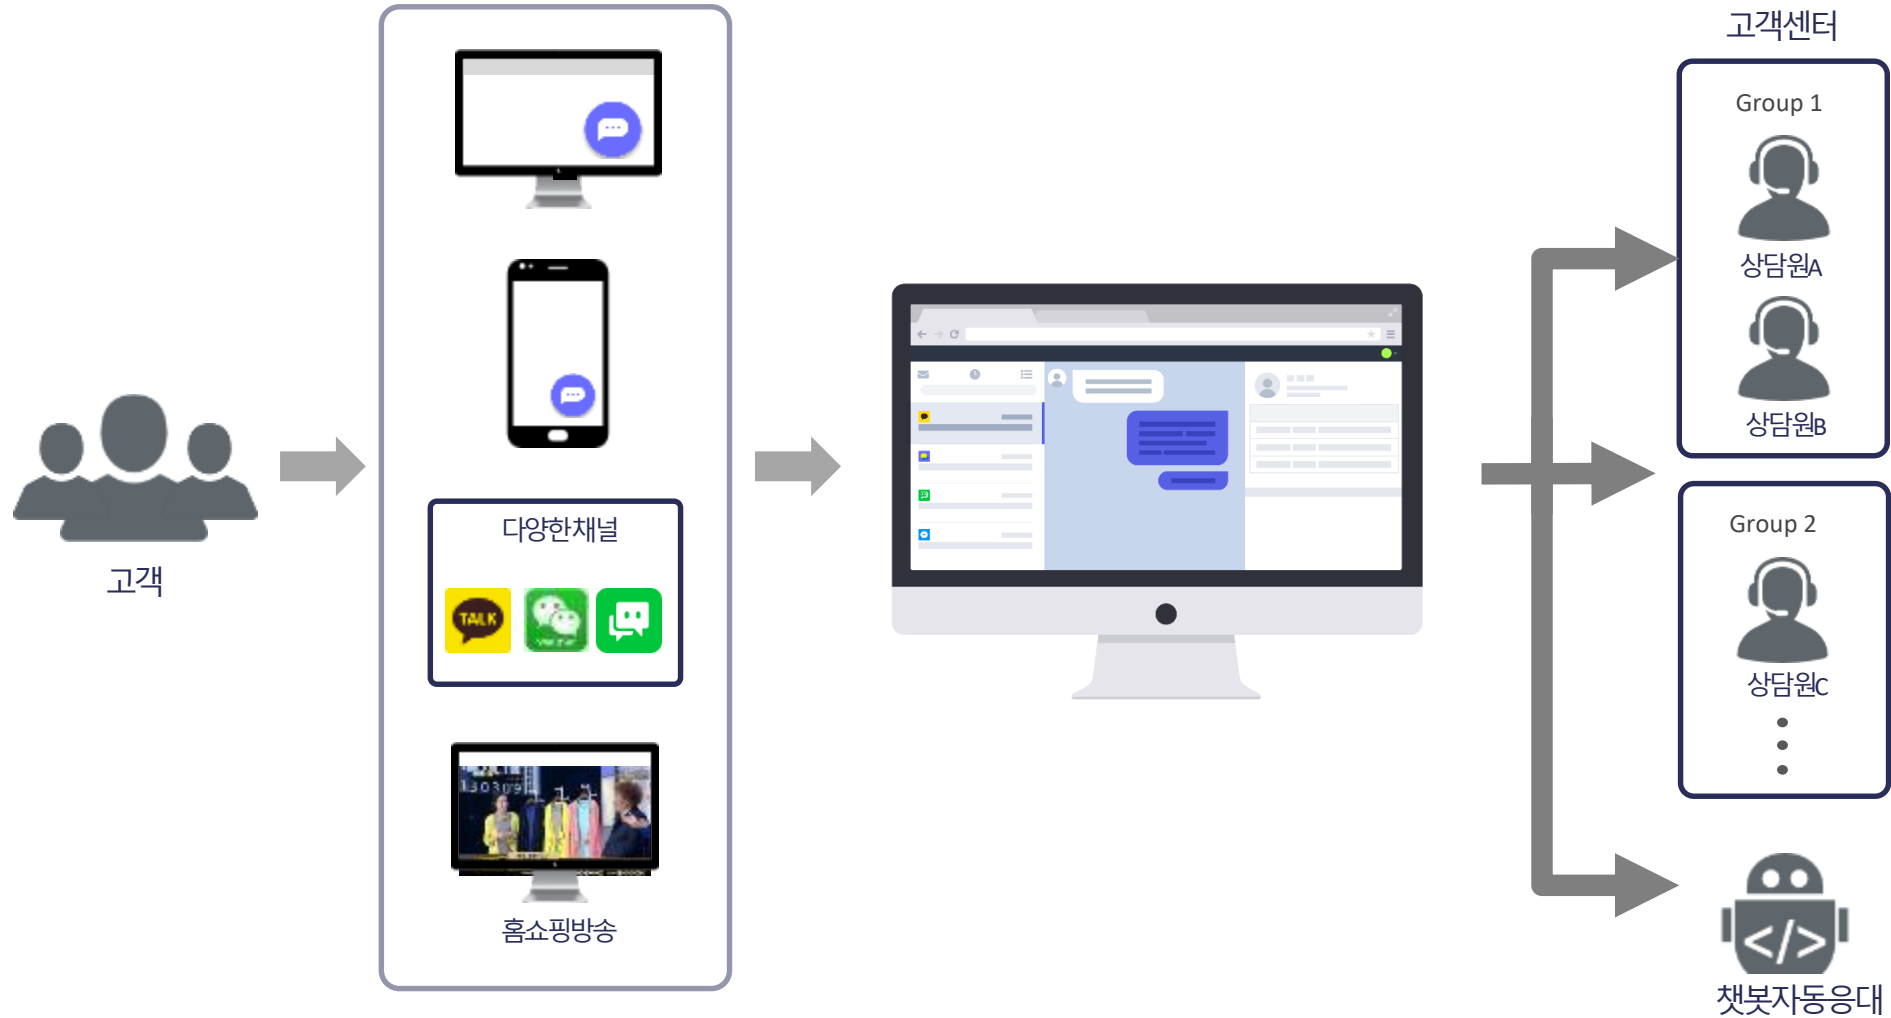 고객센터
Group 1
상담원A
상담원B
다양한채널
TALK
고객
Group 2
상담원C
130309
홈쇼핑방송
</>
챗봇자동응대